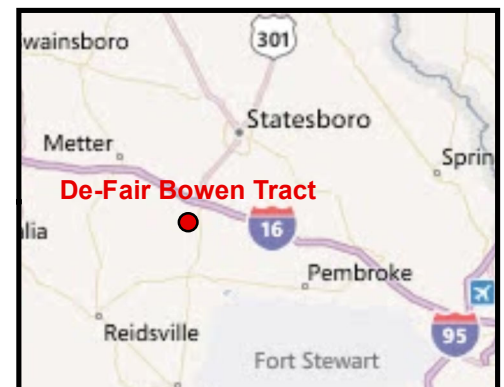 wainsboro
301
Statesboro
Metter
Sprin
De-Fair Bowen Tract
lia
16
Pembroke
Reidsville
95
Fort Stewart